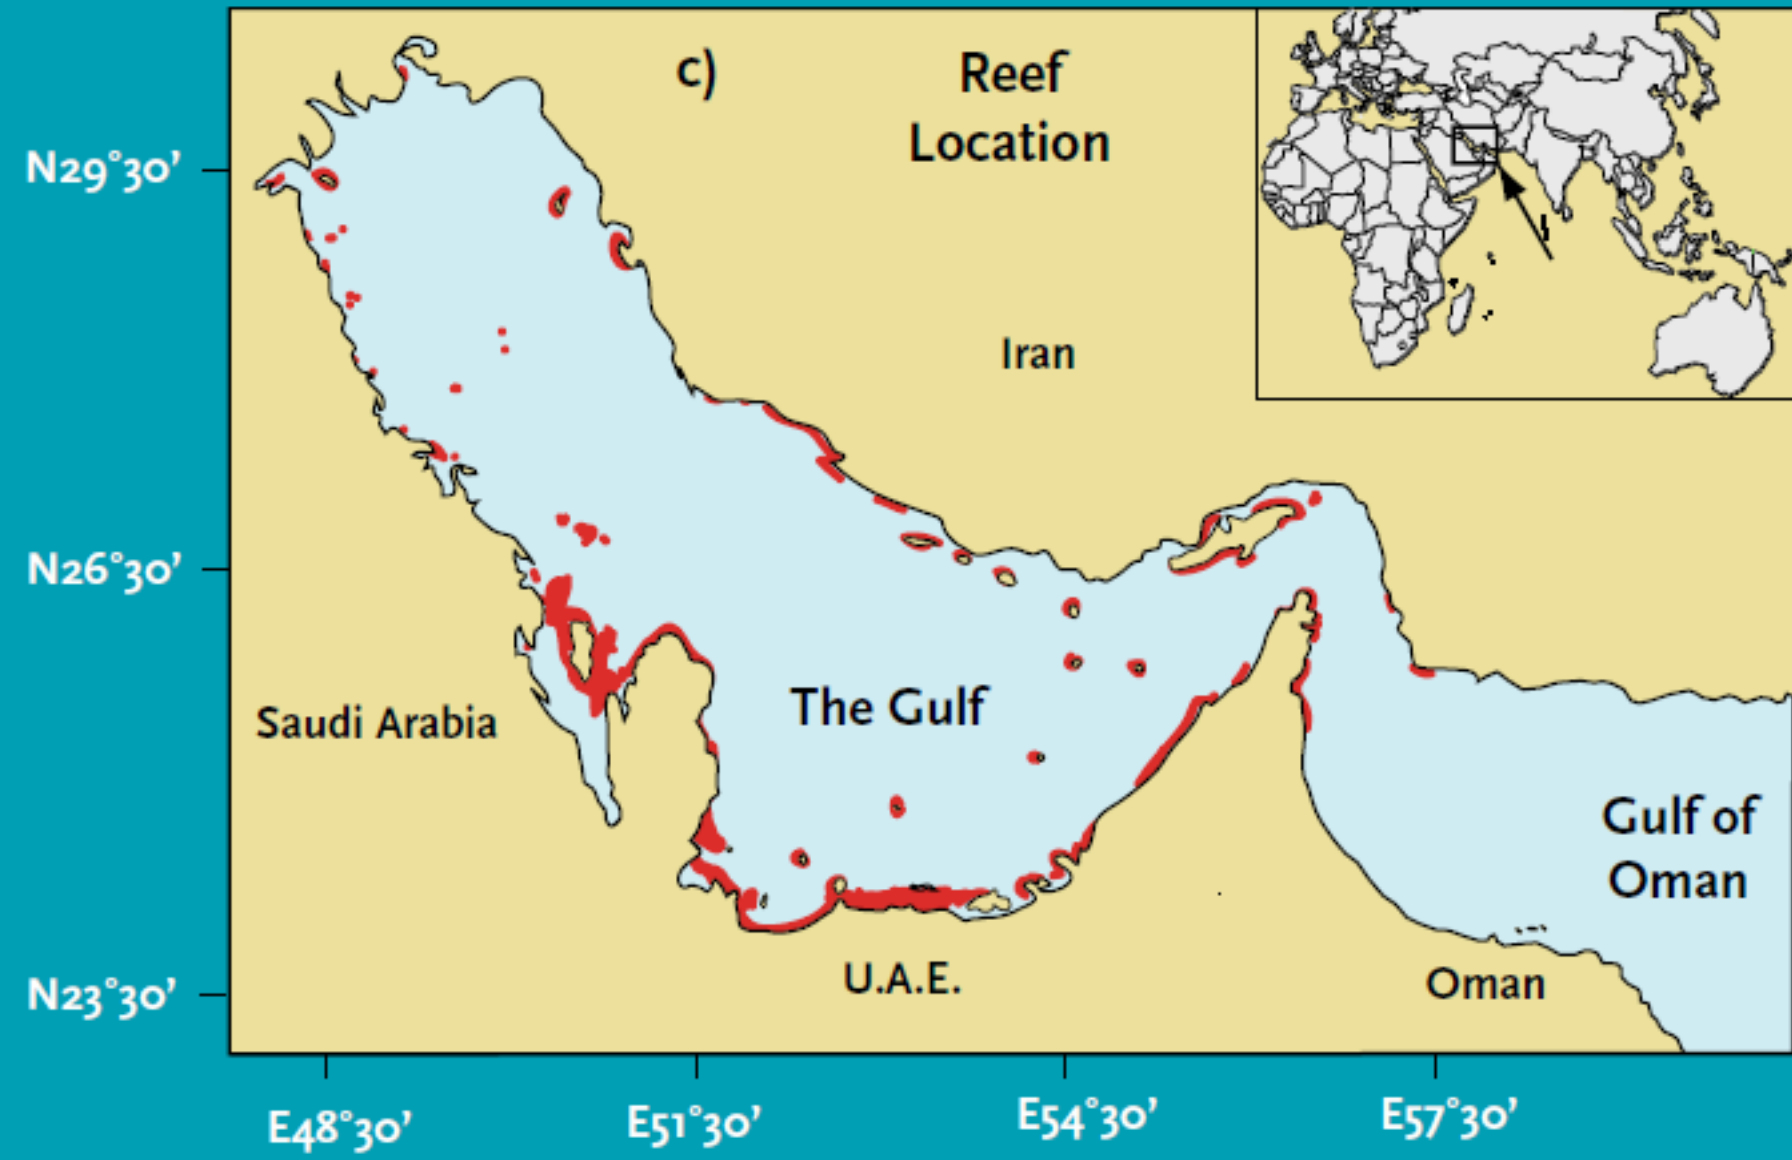 c)
Reef
Location
N29°30'
Iran
N26°30'
Saudi Arabia
The Gulf
Gulf of
Oman
U.A.E.
Oman
N23°30'
E48°30'
E51°30'
E54°30'
E57°30'